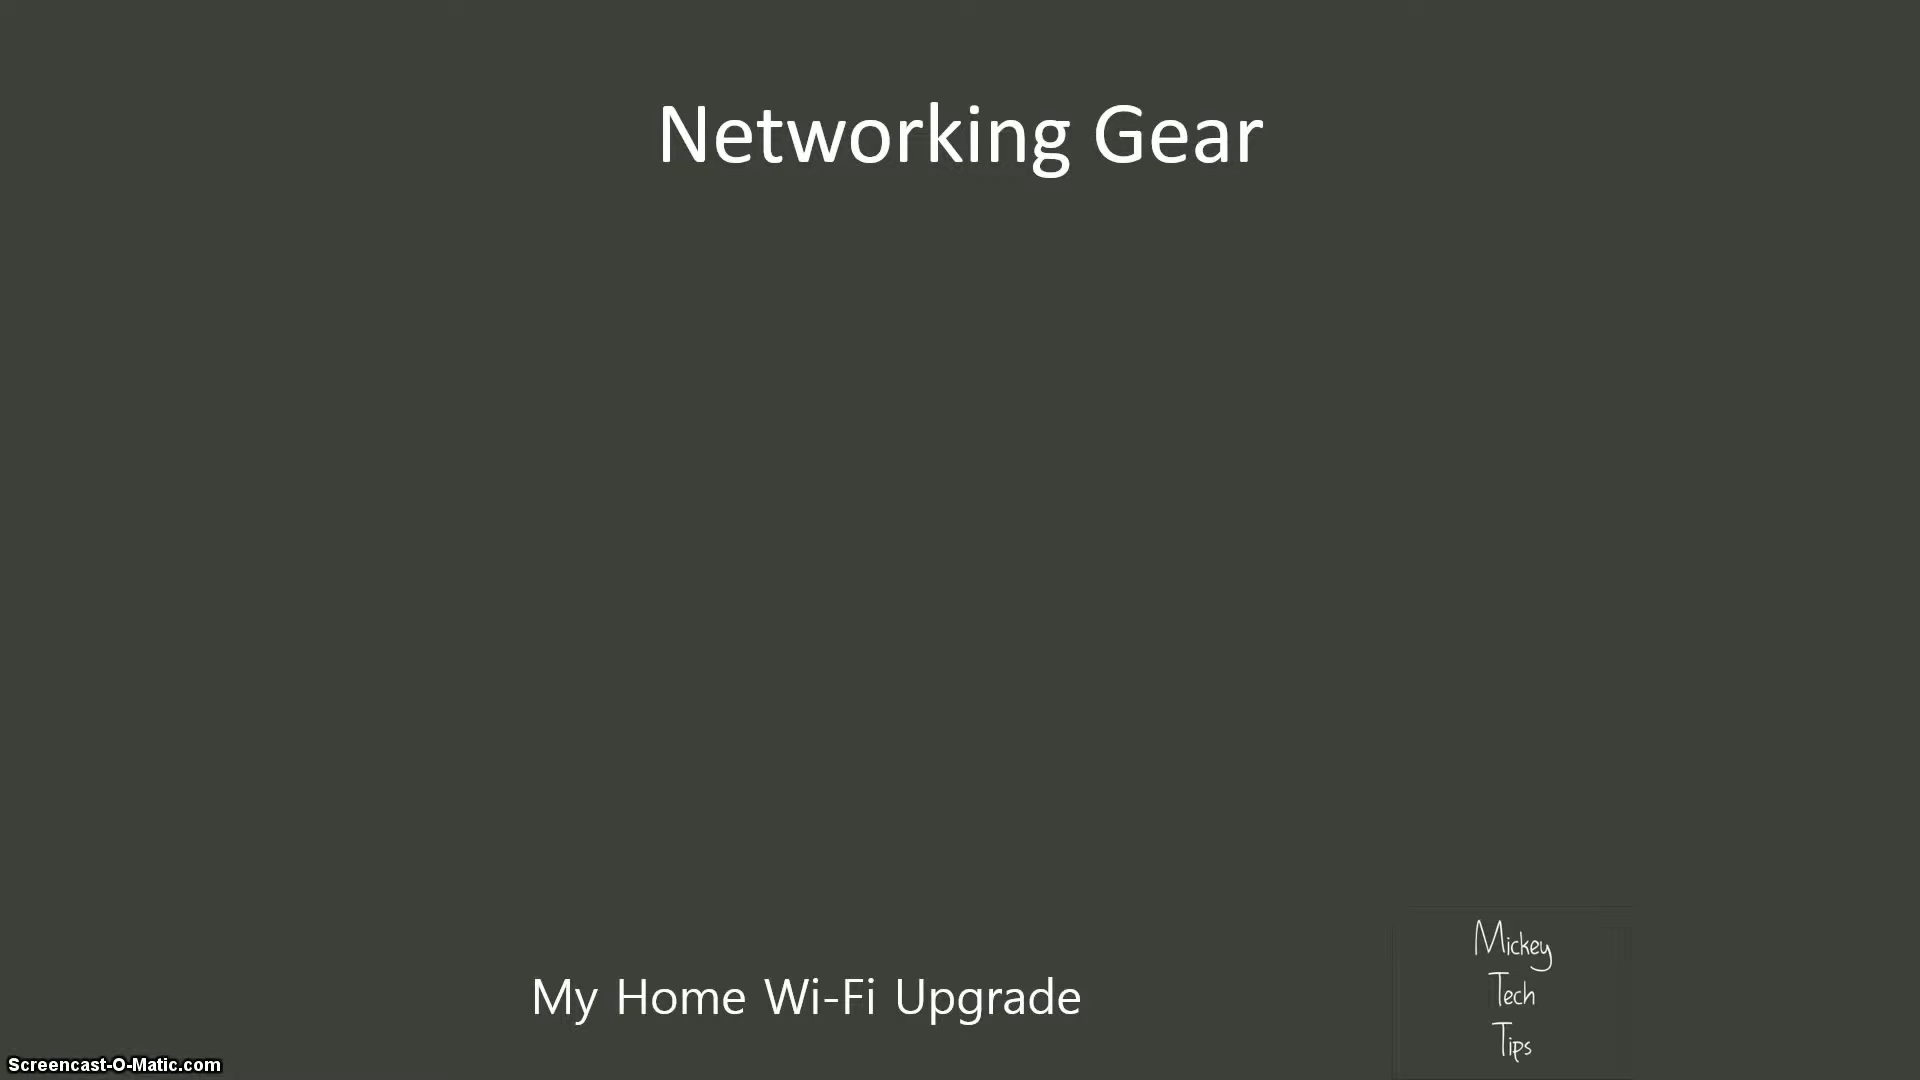 Networking Gear
My Home Wi-Fi Upgrade
Mickey
Tech
Tips
Screencast-O-Matic.com